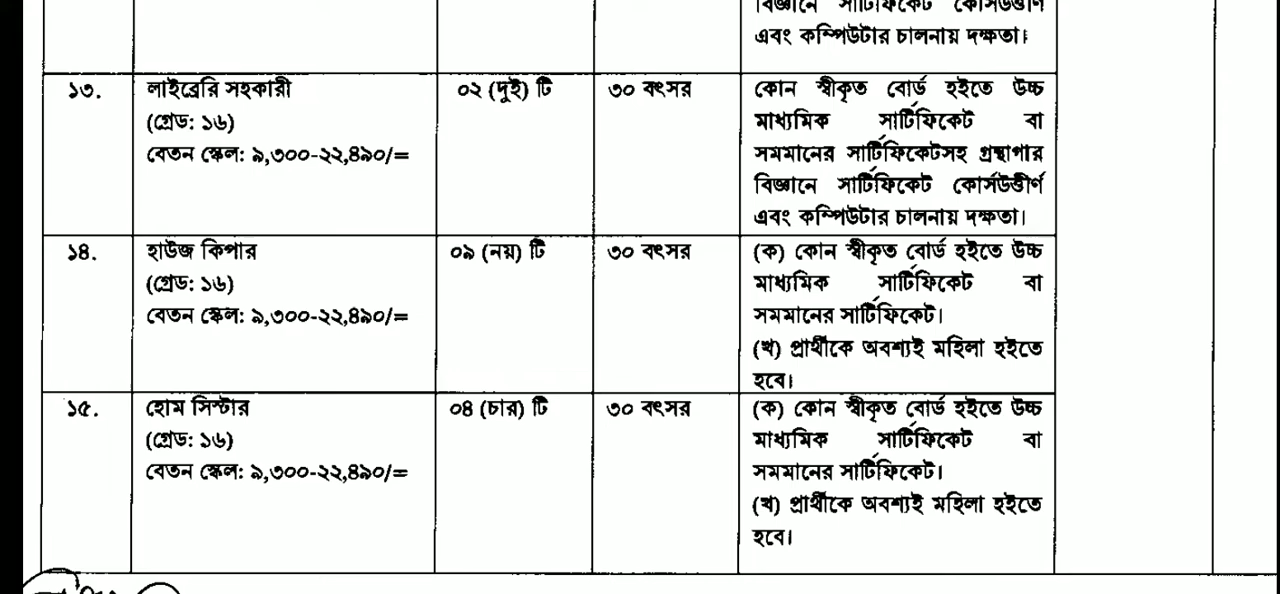 বিজ্ঞানে সার্টিফিকেট কোর্সউত্তীর্ণ
এবং কম্পিউটার চালনায় দক্ষতা।
১৩.
লাইব্রেরি সহকারী
(গ্রেড: ১৬)
বেতন স্কেল: ৯,৩০০-২২,৪৯০/=
০২ (দুই) টি
৩০ বৎসর
কোন স্বীকৃত বোর্ড হইতে উচ্চ
মাধ্যমিক সার্টিফিকেট বা
সমমানের সার্টিফিকেটসহ গ্রন্থাগার
বিজ্ঞানে সার্টিফিকেট কোর্সউত্তীর্ণ
এবং কম্পিউটার চালনায় দক্ষতা।
১৪.
হাউজ কিপার
(গ্রেড: ১৬)
বেতন স্কেল: ৯,৩০০-২২,৪৯০/=
০৯ (নয়) টি
৩০ বৎসর
(ক) কোন স্বীকৃত বোর্ড হইতে উচ্চ
মাধ্যমিক সার্টিফিকেট বা
সমমানের সার্টিফিকেট।
(খ) প্রার্থীকে অবশ্যই মহিলা হইতে
হবে।
১৫.
হোম সিস্টার
(গ্রেড: ১৬)
বেতন স্কেল: ৯,৩০০-২২,৪৯০/=
০৪ (চার) টি
৩০ বৎসর
(ক) কোন স্বীকৃত বোর্ড হইতে উচ্চ
মাধ্যমিক সার্টিফিকেট বা
সমমানের সার্টিফিকেট।
(খ) প্রার্থীকে অবশ্যই মহিলা হইতে
হবে।